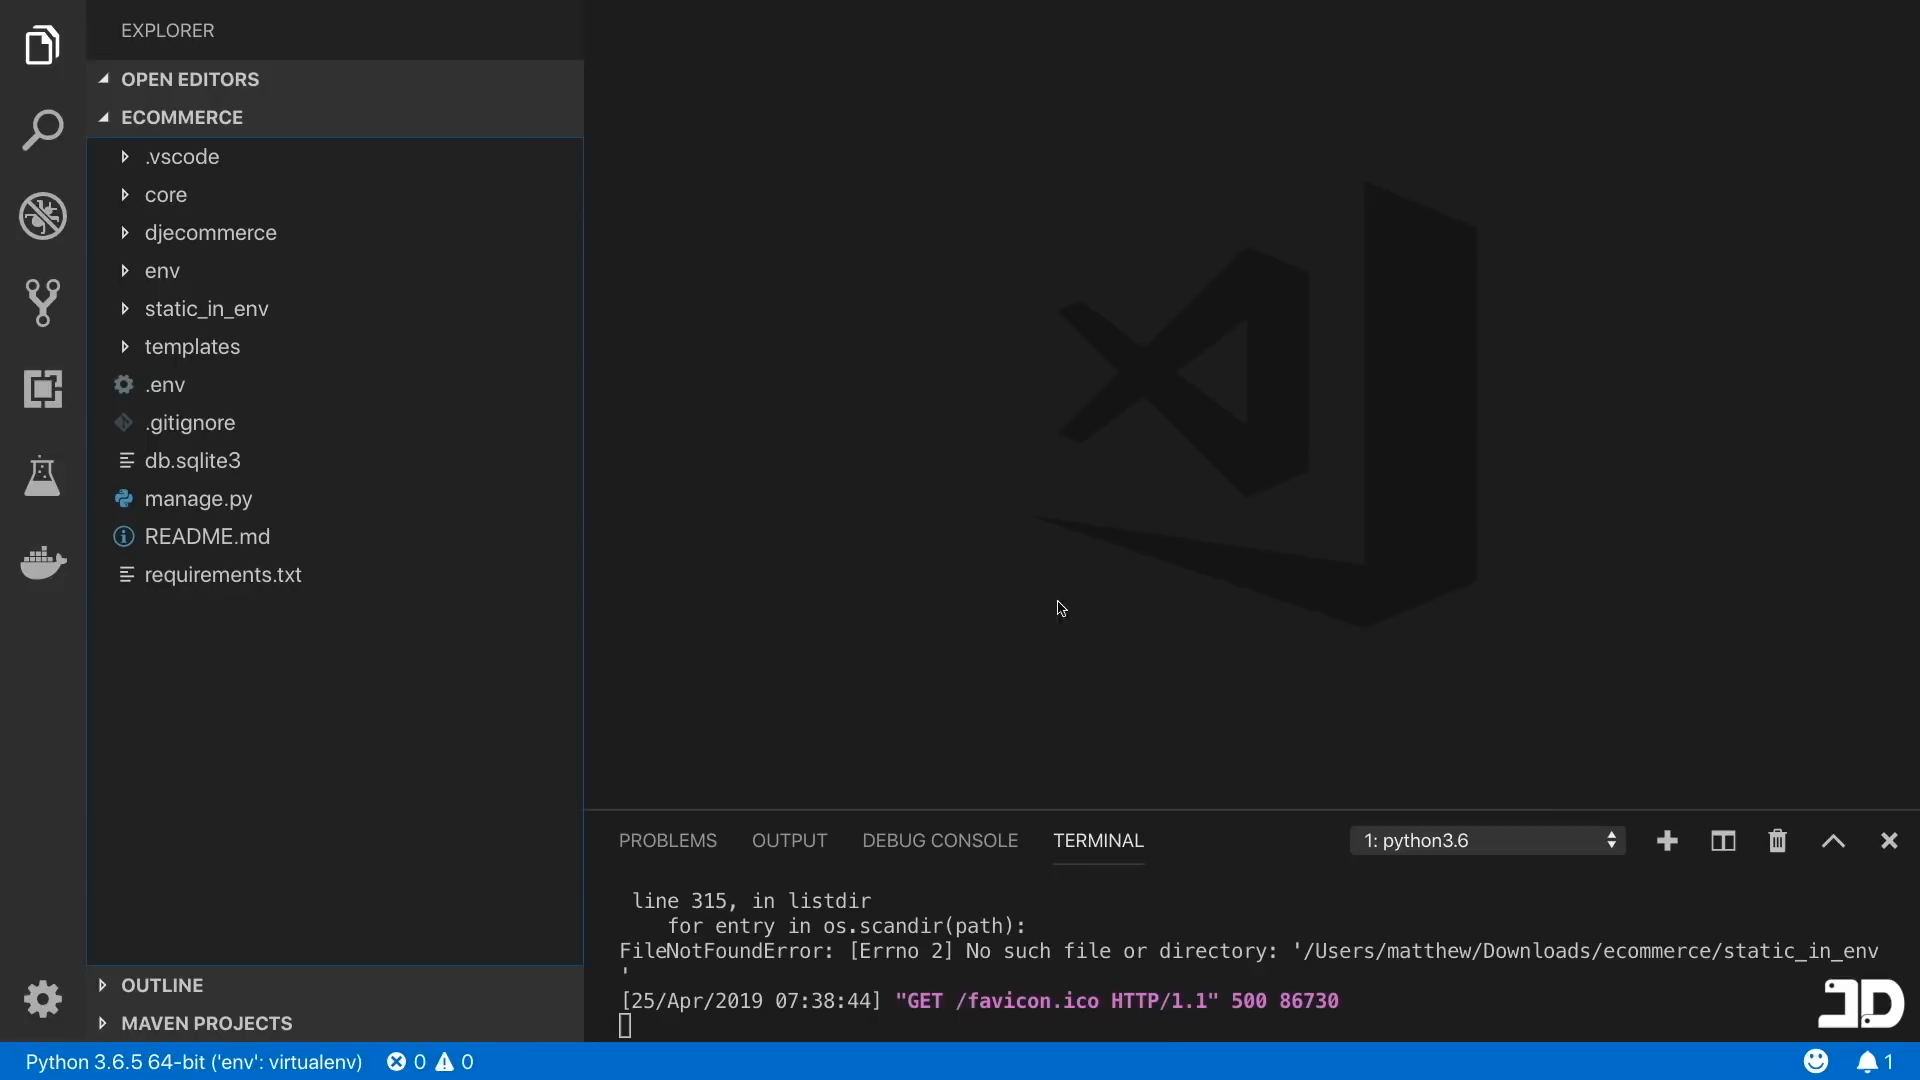 EXPLORER
OPEN EDITORS
ECOMMERCE
.vscode
core
djecommerce
env
static_in_env
templates
.env
.gitignore
db.sqlite3
manage.py
README.md
requirements.txt
OUTLINE
MAVEN PROJECTS
PROBLEMS OUTPUT DEBUG CONSOLE TERMINAL 1: python3.6
line 315, in listdir
for entry in os.scandir(path):
FileNotFoundError: [Errno 2] No such file or directory: '/Users/matthew/Downloads/ecommerce/static_in_env
'
[25/Apr/2019 07:38:44] "GET /favicon.ico HTTP/1.1" 500 86730
JD
Python 3.6.5 64-bit ('env': virtualenv) 0 0 1